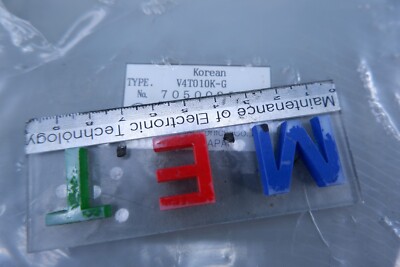 Korean
TYPE. V4T010K-G
No. 70500
Maintenance of Electronic Technology
M.E.T